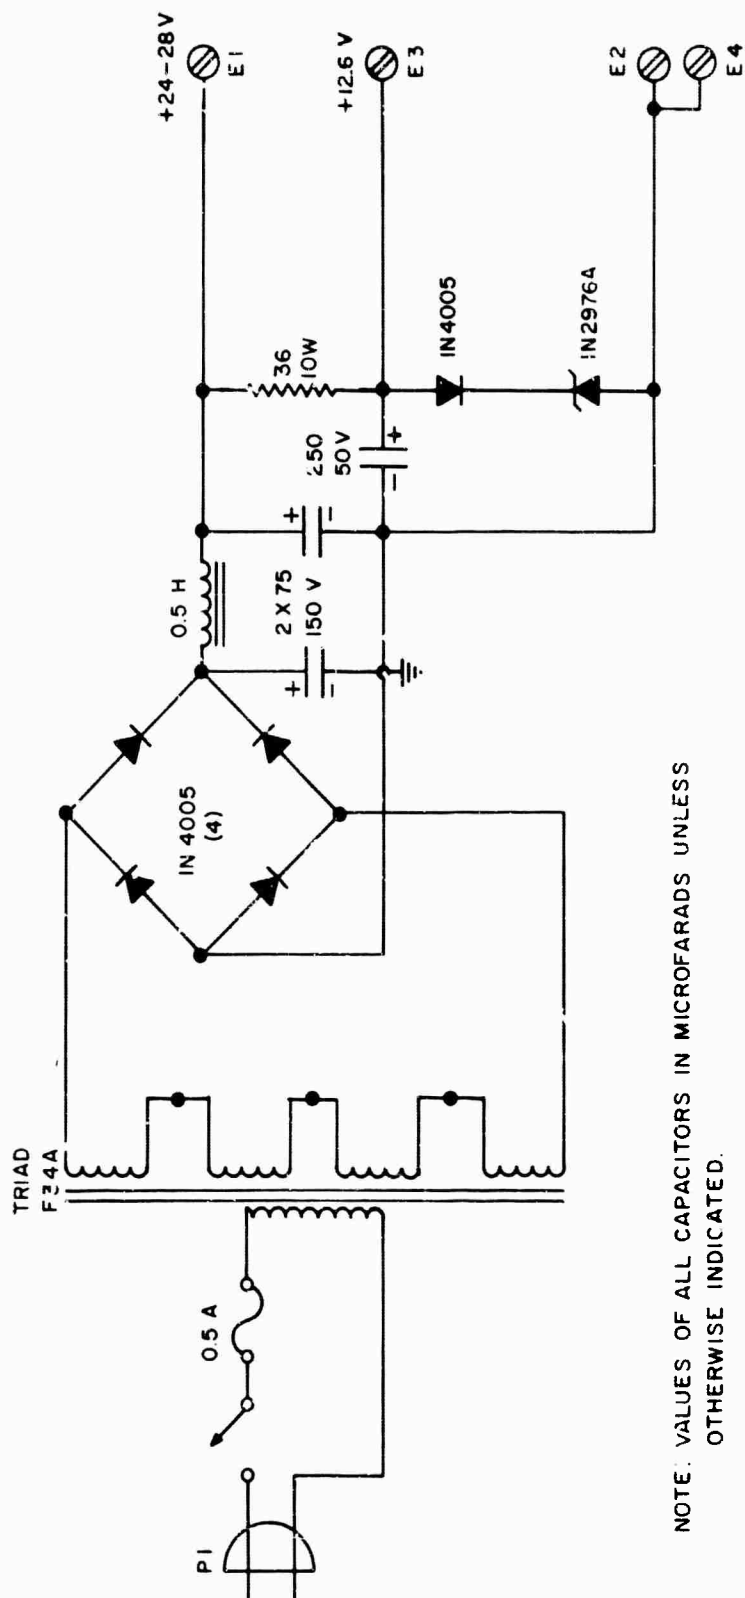 P1
0.5 A
TRIAD
F34A
IN 4005
(4)
0.5 H
+
-
2 X 75
150 V
+
-
250
50V
+
-
36
10W
IN4005
IN2976A
+24-28V
E1
+12.6 V
E3
E2
E4
NOTE: VALUES OF ALL CAPACITORS IN MICROFARADS UNLESS
OTHERWISE INDICATED.